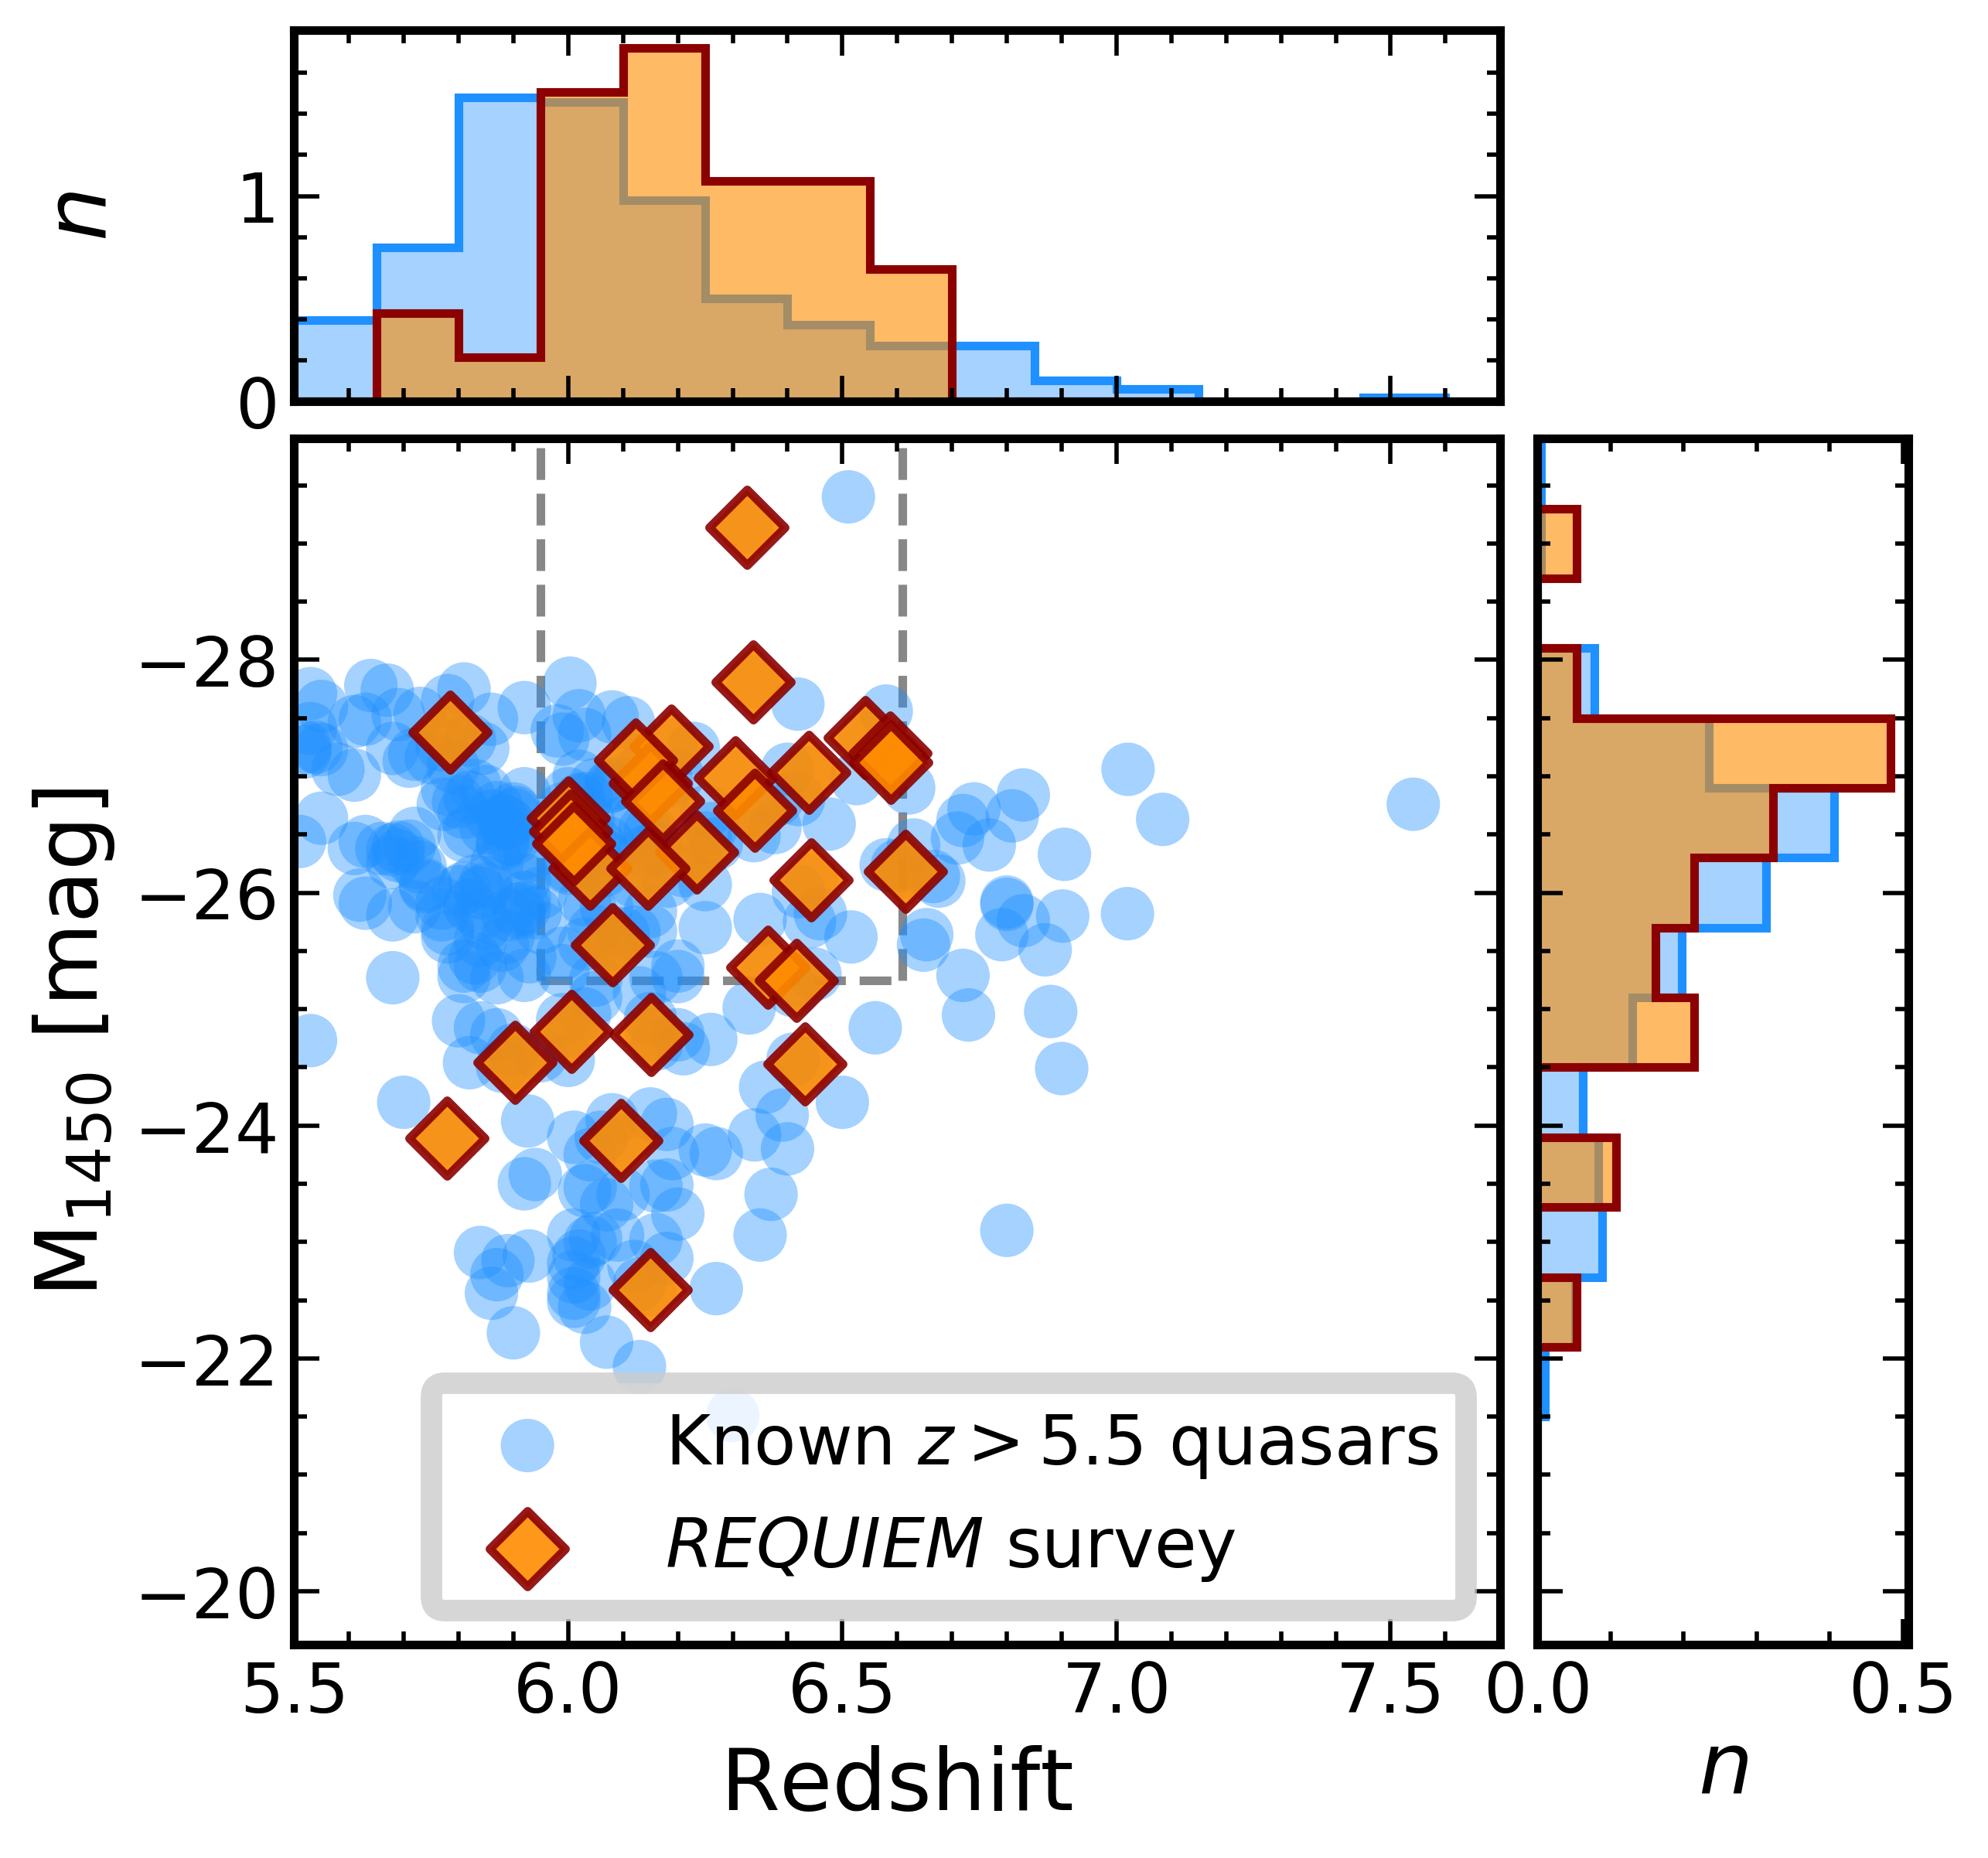 n
1
0
M1450 [mag]
−28
−26
−24
−22
−20
Known z > 5.5 quasars
REQUIEM survey
5.5 6.0 6.5 7.0 7.5 0.0 0.5
Redshift
n